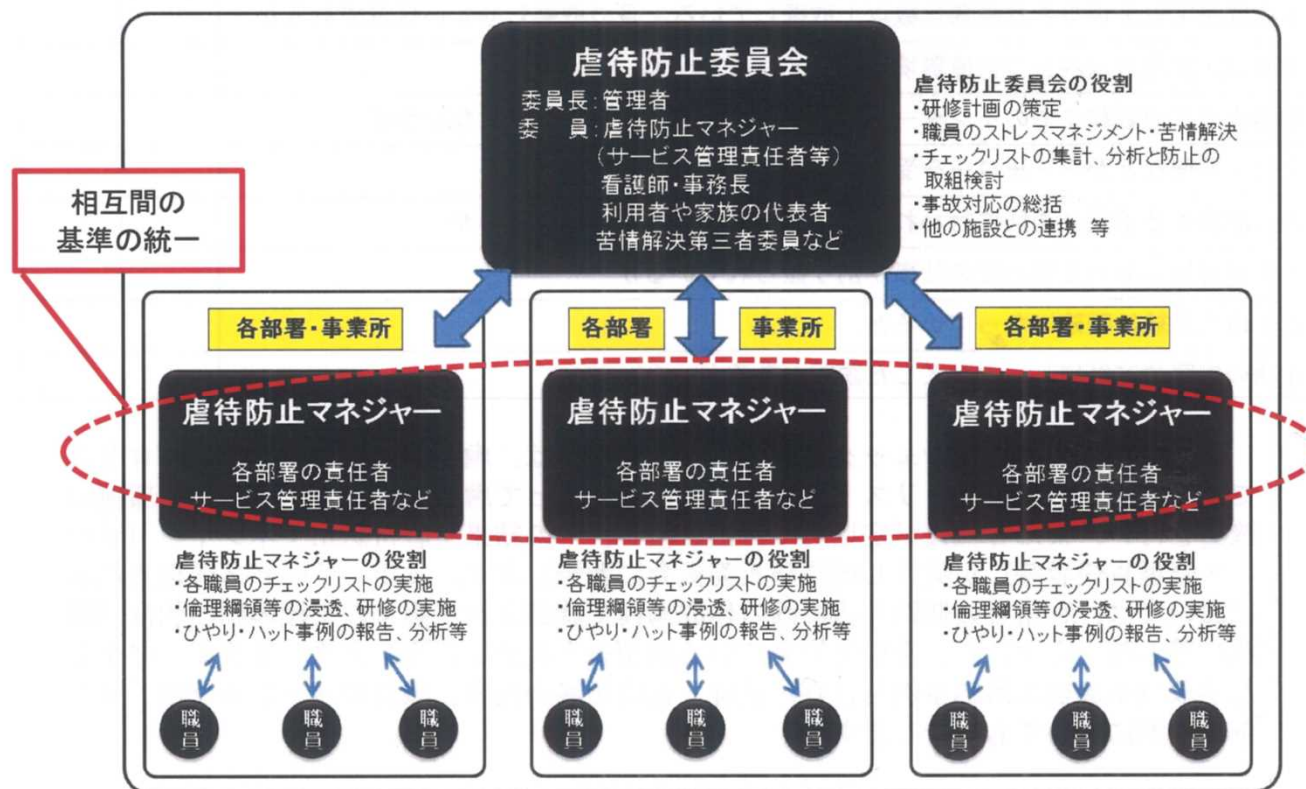 虐待防止委員会
委員長:管理者
委　員:虐待防止マネジャー
(サービス管理責任者等)
看護師・事務長
利用者や家族の代表者
苦情解決第三者委員など
虐待防止委員会の役割
・研修計画の策定
・職員のストレスマネジメント・苦情解決
・チェックリストの集計、分析と防止の
取組検討
・事故対応の総括
・他の施設との連携 等
相互間の
基準の統一
各部署・事業所
虐待防止マネジャー
各部署の責任者
サービス管理責任者など
虐待防止マネジャーの役割
・各職員のチェックリストの実施
・倫理綱領等の浸透、研修の実施
・ひやり・ハット事例の報告、分析等
職員
職員
職員
各部署
事業所
虐待防止マネジャー
各部署の責任者
サービス管理責任者など
虐待防止マネジャーの役割
・各職員のチェックリストの実施
・倫理綱領等の浸透、研修の実施
・ひやり・ハット事例の報告、分析等
職員
職員
職員
各部署・事業所
虐待防止マネジャー
各部署の責任者
サービス管理責任者など
虐待防止マネジャーの役割
・各職員のチェックリストの実施
・倫理綱領等の浸透、研修の実施
・ひやり・ハット事例の報告、分析等
職員
職員
職員